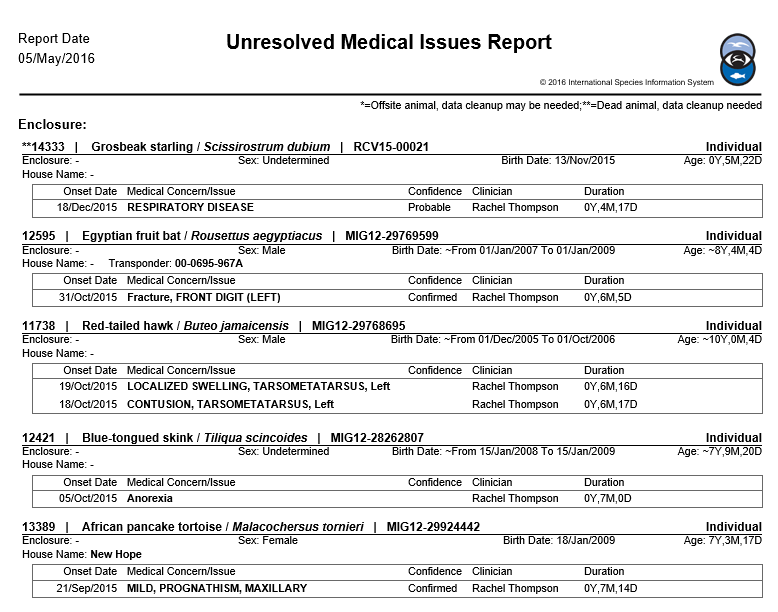 Report Date
05/May/2016
Unresolved Medical Issues Report
© 2016 International Species Information System
*=Offsite animal, data cleanup may be needed;**=Dead animal, data cleanup needed
Enclosure:
**14333 | Grosbeak starling / Scissirostrum dubium | RCV15-00021 Individual
Enclosure: - Sex: Undetermined Birth Date: 13/Nov/2015 Age: 0Y,5M,22D
House Name: -
Onset Date Medical Concern/Issue Confidence Clinician Duration
18/Dec/2015 RESPIRATORY DISEASE Probable Rachel Thompson 0Y,4M,17D
12595 | Egyptian fruit bat / Rousettus aegyptiacus | MIG12-29769599 Individual
Enclosure: - Sex: Male Birth Date: ~From 01/Jan/2007 To 01/Jan/2009 Age: ~8Y,4M,4D
House Name: - Transponder: 00-0695-967A
Onset Date Medical Concern/Issue Confidence Clinician Duration
31/Oct/2015 Fracture, FRONT DIGIT (LEFT) Confirmed Rachel Thompson 0Y,6M,5D
11738 | Red-tailed hawk / Buteo jamaicensis | MIG12-29768695 Individual
Enclosure: - Sex: Male Birth Date: ~From 01/Dec/2005 To 01/Oct/2006 Age: ~10Y,0M,4D
House Name: -
Onset Date Medical Concern/Issue Confidence Clinician Duration
19/Oct/2015 LOCALIZED SWELLING, TARSOMETATARSUS, Left Rachel Thompson 0Y,6M,16D
18/Oct/2015 CONTUSION, TARSOMETATARSUS, Left Rachel Thompson 0Y,6M,17D
12421 | Blue-tongued skink / Tiliqua scincoides | MIG12-28262807 Individual
Enclosure: - Sex: Undetermined Birth Date: ~From 15/Jan/2008 To 15/Jan/2009 Age: ~7Y,9M,20D
House Name: -
Onset Date Medical Concern/Issue Confidence Clinician Duration
05/Oct/2015 Anorexia Rachel Thompson 0Y,7M,0D
13389 | African pancake tortoise / Malacochersus tornieri | MIG12-29924442 Individual
Enclosure: - Sex: Female Birth Date: 18/Jan/2009 Age: 7Y,3M,17D
House Name: New Hope
Onset Date Medical Concern/Issue Confidence Clinician Duration
21/Sep/2015 MILD, PROGNATHISM, MAXILLARY Confirmed Rachel Thompson 0Y,7M,14D